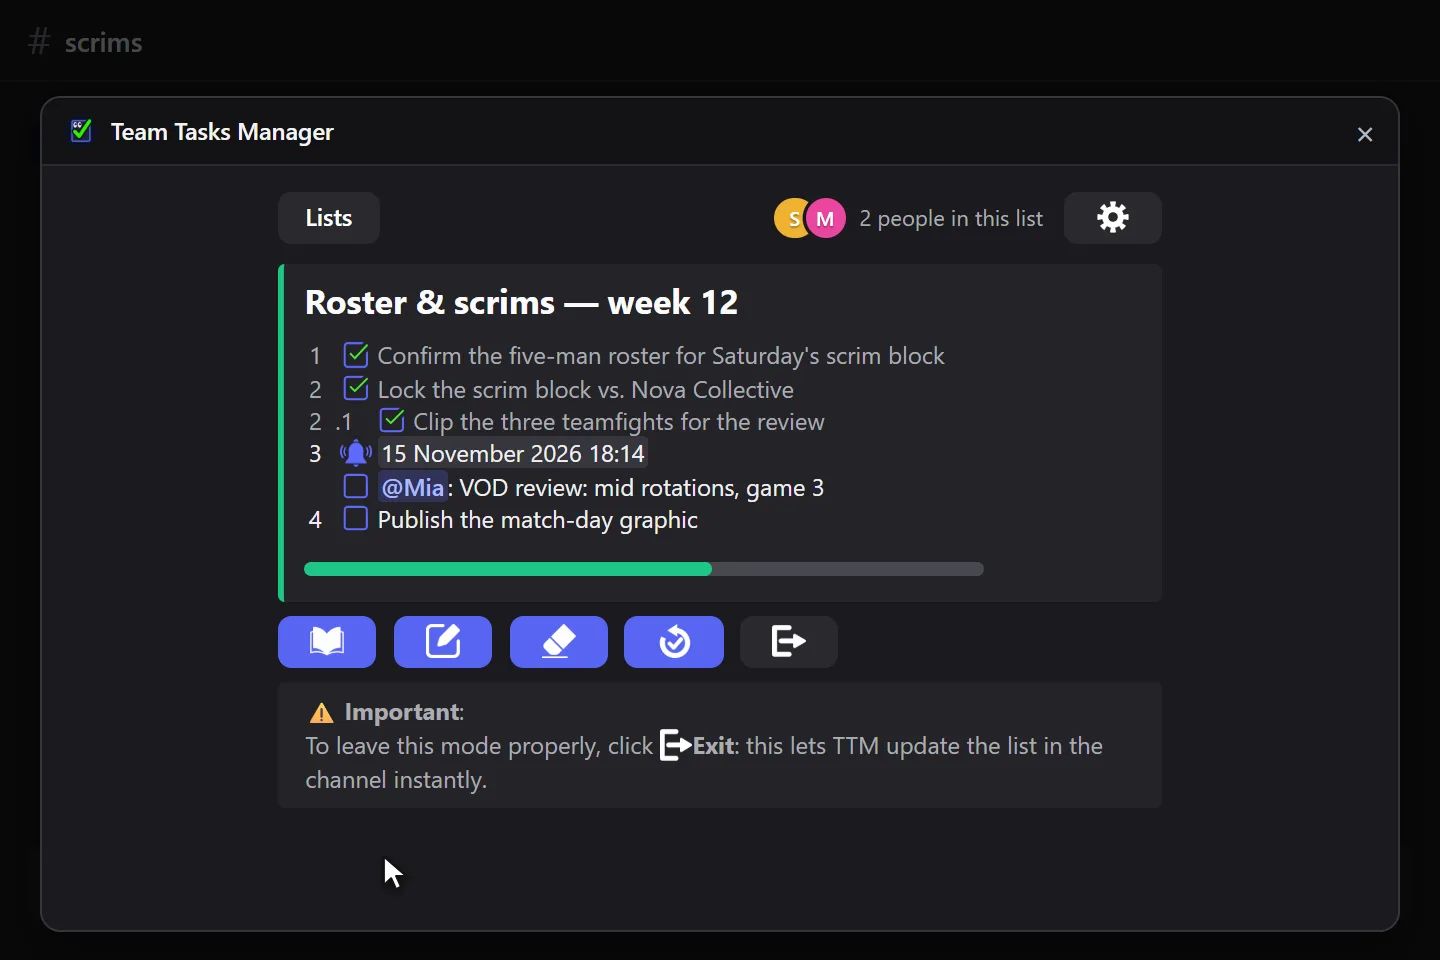 # scrims
Team Tasks Manager
×
Lists
S M 2 people in this list
Roster & scrims — week 12
1 Confirm the five-man roster for Saturday's scrim block
2 Lock the scrim block vs. Nova Collective
2 .1 Clip the three teamfights for the review
3 15 November 2026 18:14
@Mia: VOD review: mid rotations, game 3
4 Publish the match-day graphic
Important:
To leave this mode properly, click Exit: this lets TTM update the list in the
channel instantly.